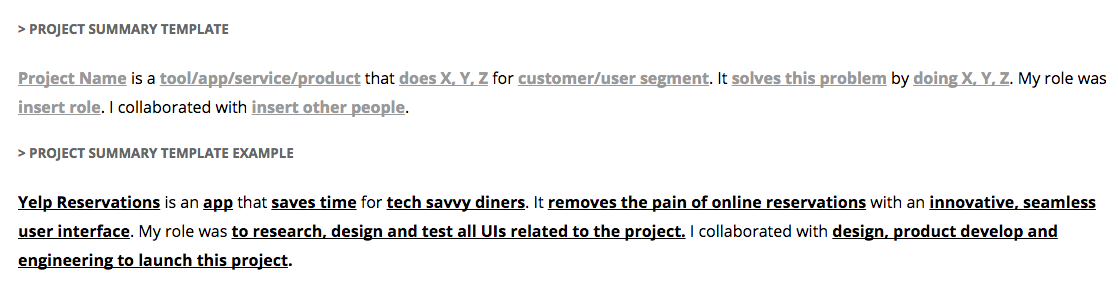 > PROJECT SUMMARY TEMPLATE
Project Name is a tool/app/service/product that does X, Y, Z for customer/user segment. It solves this problem by doing X, Y, Z. My role was
insert role. I collaborated with insert other people.
> PROJECT SUMMARY TEMPLATE EXAMPLE
Yelp Reservations is an app that saves time for tech savvy diners. It removes the pain of online reservations with an innovative, seamless
user interface. My role was to research, design and test all UIs related to the project. I collaborated with design, product develop and
engineering to launch this project.